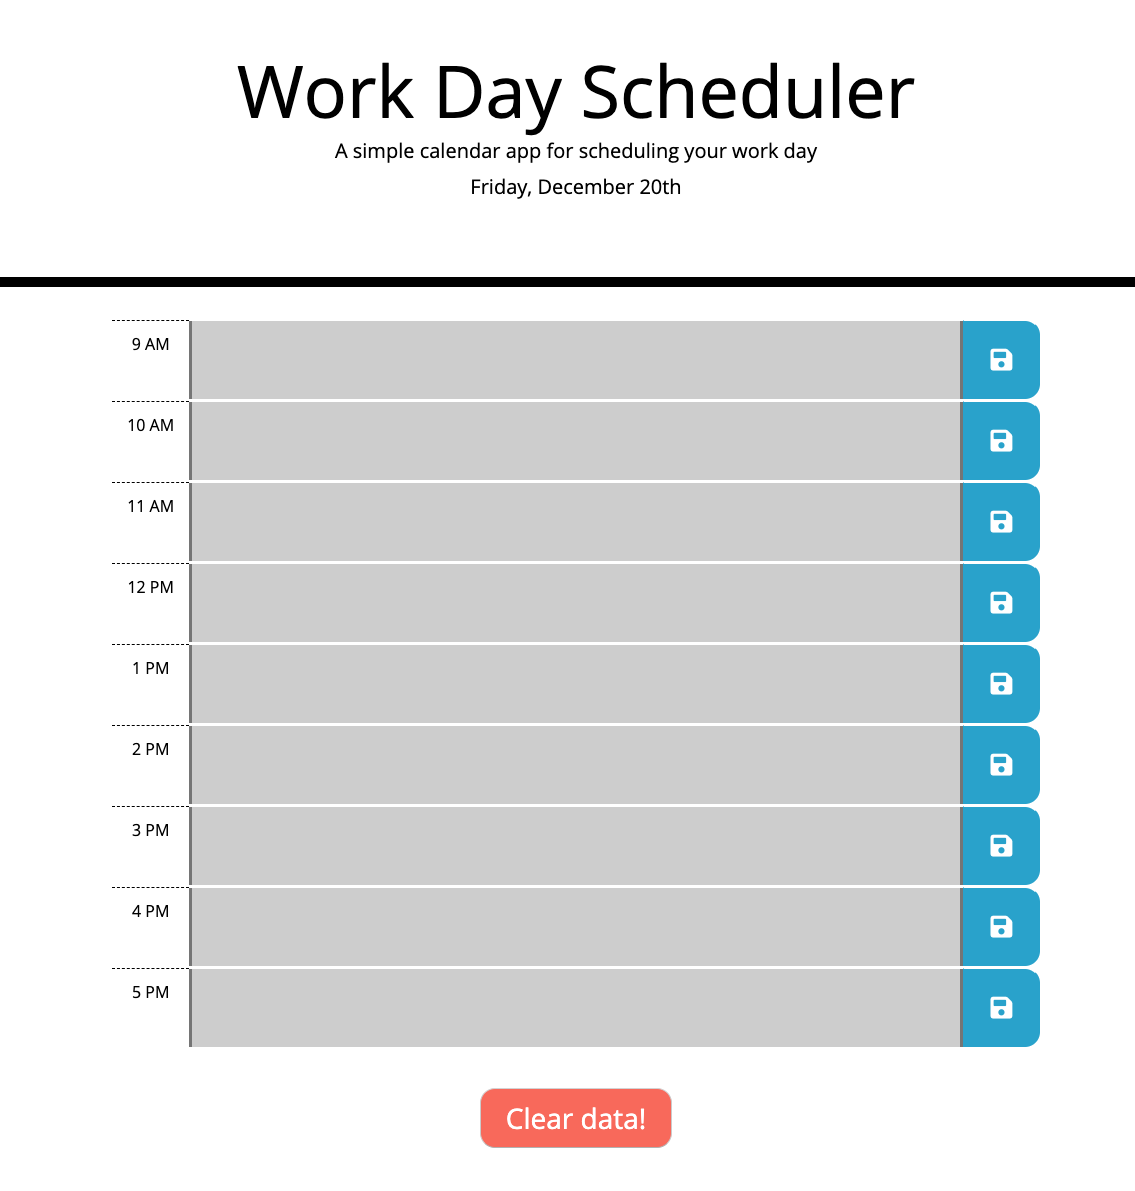 Work Day Scheduler
A simple calendar app for scheduling your work day
Friday, December 20th
9 AM
10 AM
11 AM
12 PM
1 PM
2 PM
3 PM
4 PM
5 PM
Clear data!